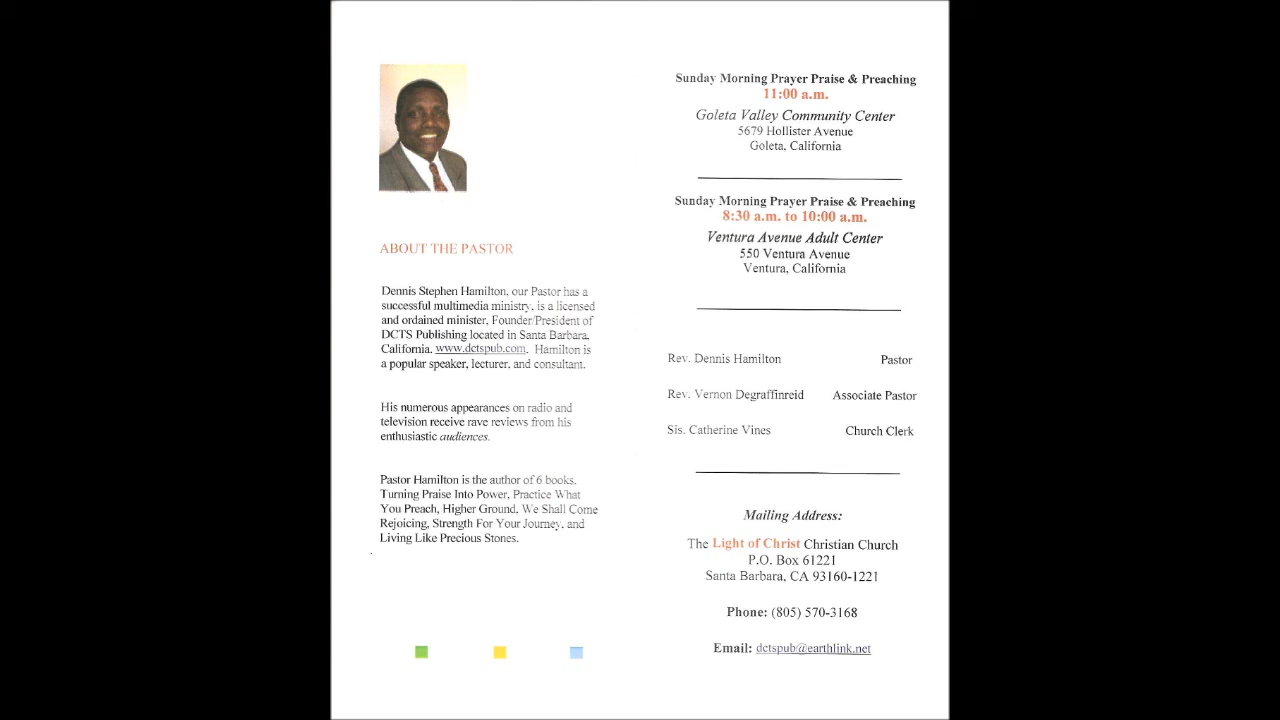 ABOUT THE PASTOR
Dennis Stephen Hamilton, our Pastor has a
successful multimedia ministry, is a licensed
and ordained minister, Founder/President of
DCTS Publishing located in Santa Barbara,
California. www.dctspub.com. Hamilton is
a popular speaker, lecturer, and consultant.
His numerous appearances on radio and
television receive rave reviews from his
enthusiastic audiences.
Pastor Hamilton is the author of 6 books.
Turning Praise Into Power, Practice What
You Preach, Higher Ground, We Shall Come
Rejoicing, Strength For Your Journey, and
Living Like Precious Stones.
Sunday Morning Prayer Praise & Preaching
11:00 a.m.
Goleta Valley Community Center
5679 Hollister Avenue
Goleta, California
Sunday Morning Prayer Praise & Preaching
8:30 a.m. to 10:00 a.m.
Ventura Avenue Adult Center
550 Ventura Avenue
Ventura, California
Rev. Dennis Hamilton Pastor
Rev. Vernon Degraffinreid Associate Pastor
Sis. Catherine Vines Church Clerk
Mailing Address:
The Light of Christ Christian Church
P.O. Box 61221
Santa Barbara, CA 93160-1221
Phone: (805) 570-3168
Email: dctspub@earthlink.net